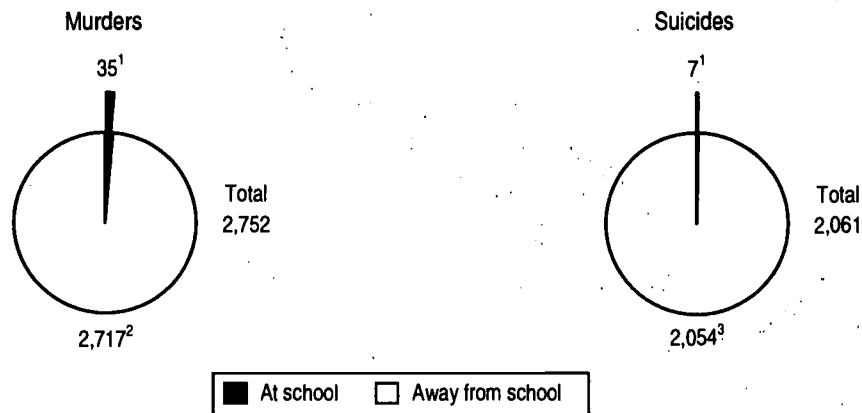 Murders
35¹
Total
2,752
2,717²
Suicides
7¹
Total
2,061
2,054³
At school Away from school